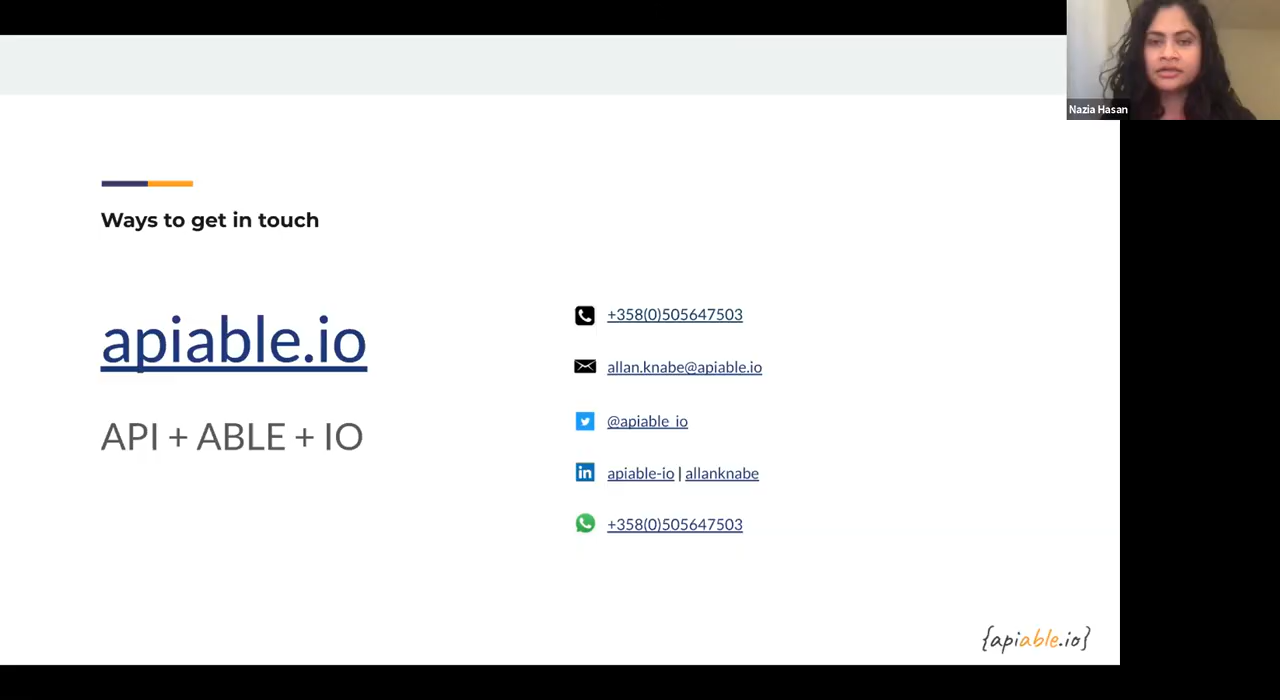 Nazia Hasan
Ways to get in touch
apiable.io
API + ABLE + IO
+358(0)505647503
allan.knabe@apiable.io
@apiable_io
apiable-io | allanknabe
+358(0)505647503
{apiable.io}